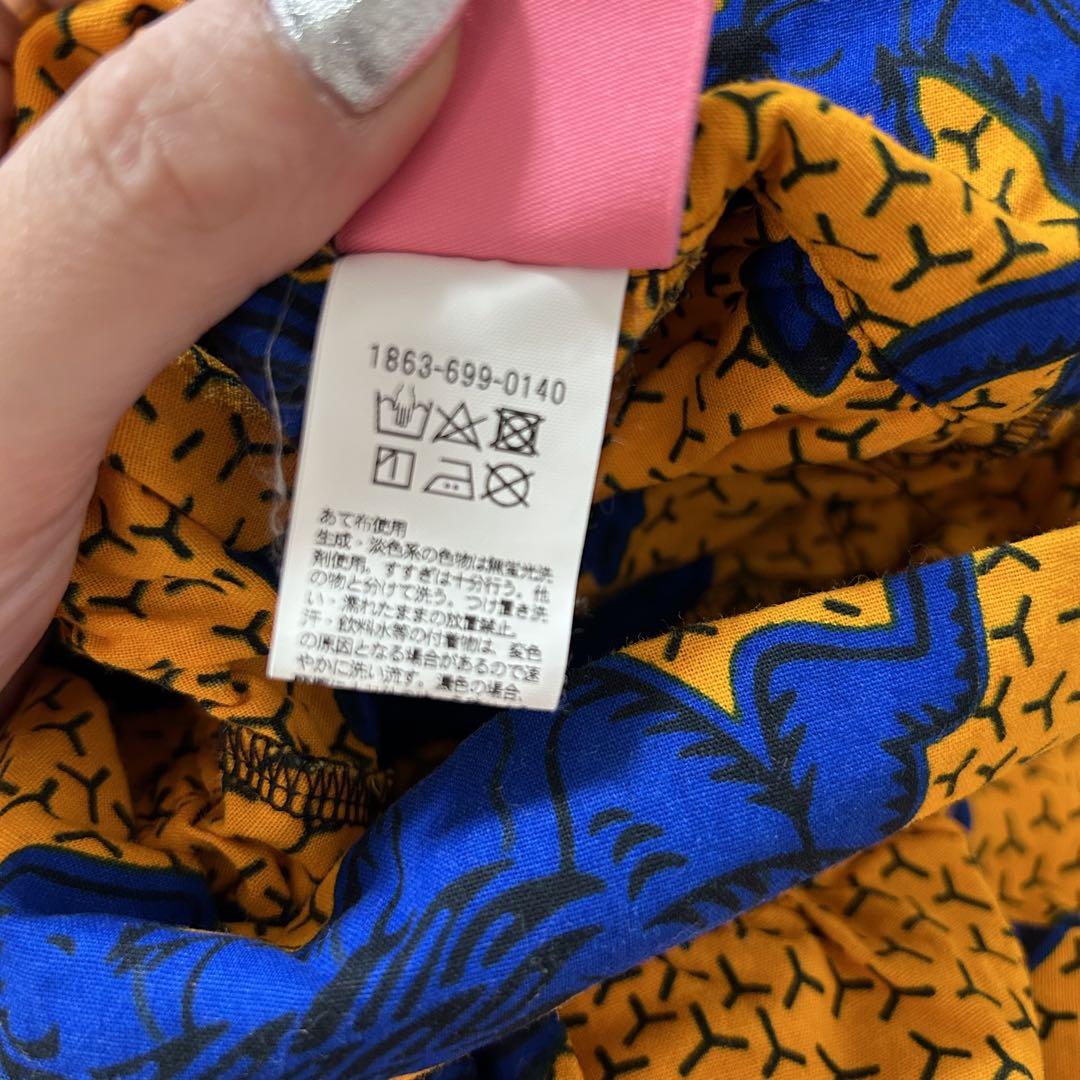 1863-699-0140
あて布使用
生成・淡色系の色物は無蛍光洗
剤使用。すすぎは十分行う。他
の物と分けて洗う。つけ置き洗
い・濡れたままの放置禁止。
汗・飲料水等の付着物は、変色
の原因となる場合があるので速
やかに洗い流す。濃色の場合、